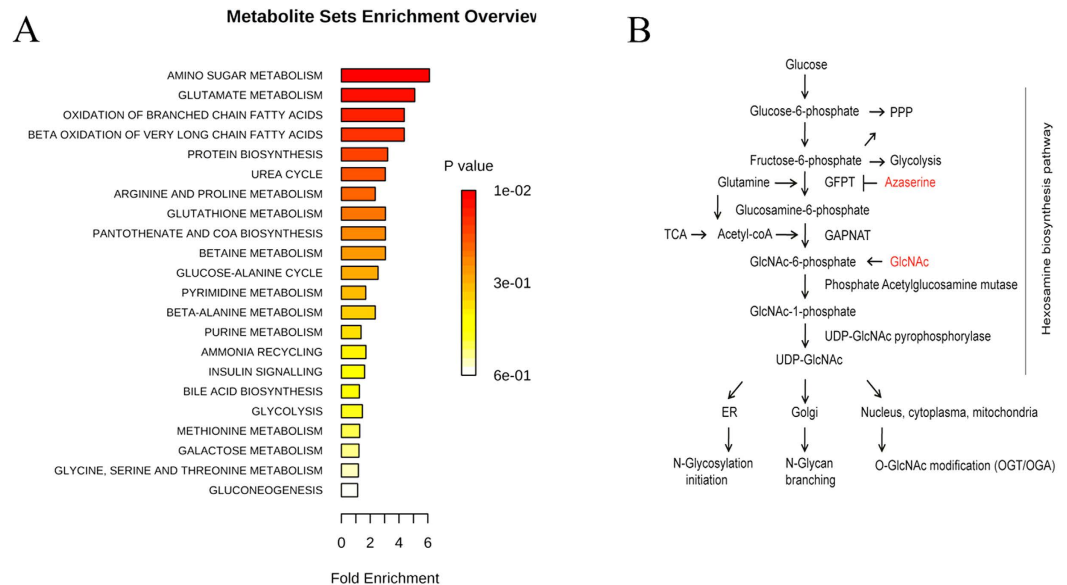 A
Metabolite Sets Enrichment Overview
AMINO SUGAR METABOLISM
GLUTAMATE METABOLISM
OXIDATION OF BRANCHED CHAIN FATTY ACIDS
BETA OXIDATION OF VERY LONG CHAIN FATTY ACIDS
PROTEIN BIOSYNTHESIS
UREA CYCLE
ARGININE AND PROLINE METABOLISM
GLUTATHIONE METABOLISM
PANTOTHENATE AND COA BIOSYNTHESIS
BETAINE METABOLISM
GLUCOSE-ALANINE CYCLE
PYRIMIDINE METABOLISM
BETA-ALANINE METABOLISM
PURINE METABOLISM
AMMONIA RECYCLING
INSULIN SIGNALLING
BILE ACID BIOSYNTHESIS
GLYCOLYSIS
METHIONINE METABOLISM
GALACTOSE METABOLISM
GLYCINE, SERINE AND THREONINE METABOLISM
GLUCONEOGENESIS
0 2 4 6
Fold Enrichment
P value
1e-02
3e-01
6e-01
B
Glucose
Glucose-6-phosphate
PPP
Fructose-6-phosphate
Glycolysis
Glutamine
GFPT
Azaserine
Glucosamine-6-phosphate
TCA
Acetyl-coA
GAPNAT
GlcNAc-6-phosphate
GlcNAc
Phosphate Acetylglucosamine mutase
GlcNAc-1-phosphate
UDP-GlcNAc pyrophosphorylase
UDP-GlcNAc
ER
Golgi
Nucleus, cytoplasma, mitochondria
N-Glycosylation
initiation
N-Glycan
branching
O-GlcNAc modification (OGT/OGA)
Hexosamine biosynthesis pathway